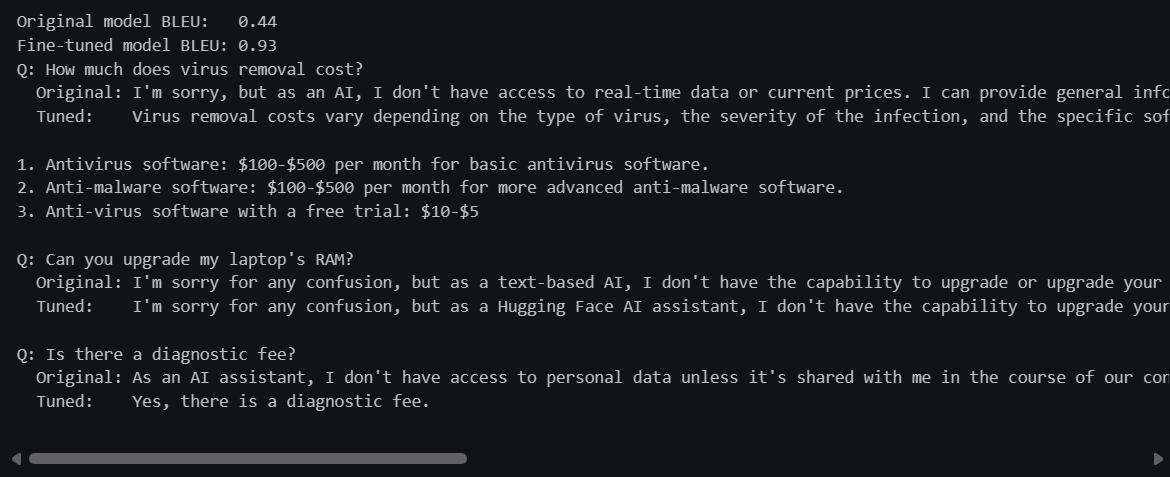 Original model BLEU:   0.44
Fine-tuned model BLEU: 0.93
Q: How much does virus removal cost?
  Original: I'm sorry, but as an AI, I don't have access to real-time data or current prices. I can provide general info
  Tuned:    Virus removal costs vary depending on the type of virus, the severity of the infection, and the specific sof
1. Antivirus software: $100-$500 per month for basic antivirus software.
2. Anti-malware software: $100-$500 per month for more advanced anti-malware software.
3. Anti-virus software with a free trial: $10-$5
Q: Can you upgrade my laptop's RAM?
  Original: I'm sorry for any confusion, but as a text-based AI, I don't have the capability to upgrade or upgrade your
  Tuned:    I'm sorry for any confusion, but as a Hugging Face AI assistant, I don't have the capability to upgrade your
Q: Is there a diagnostic fee?
  Original: As an AI assistant, I don't have access to personal data unless it's shared with me in the course of our con
  Tuned:    Yes, there is a diagnostic fee.